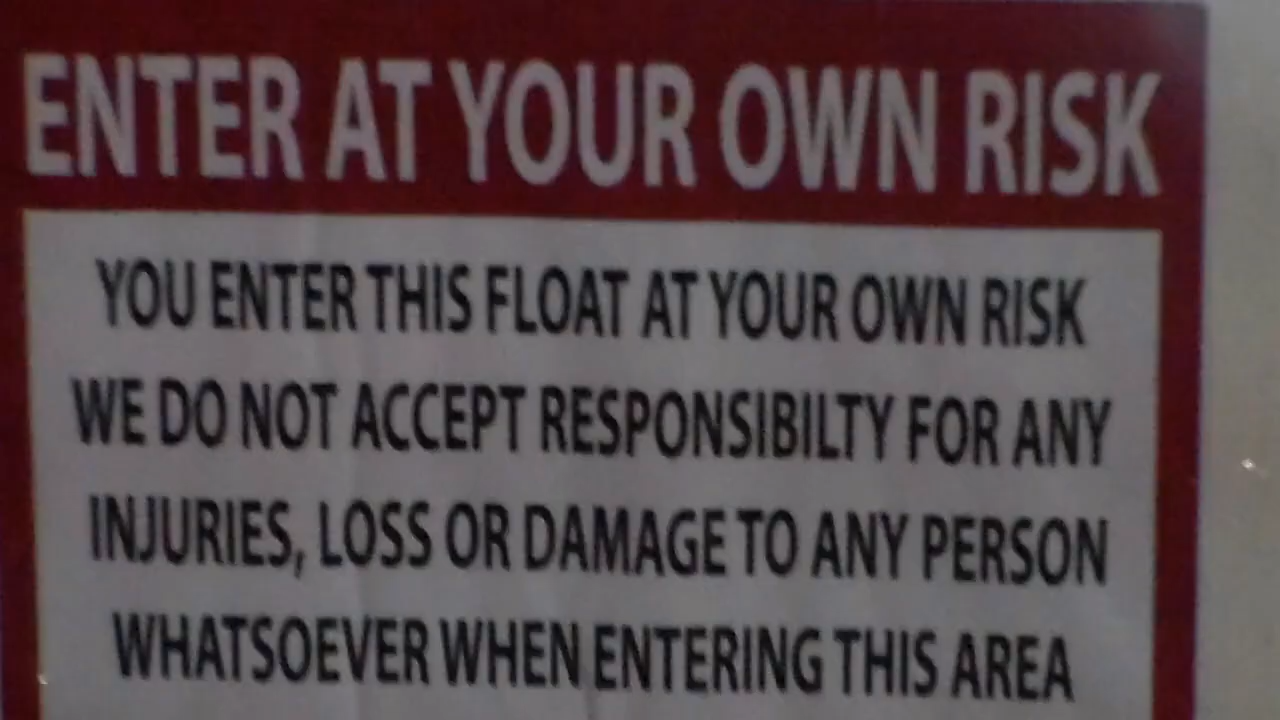 ENTER AT YOUR OWN RISK
YOU ENTER THIS FLOAT AT YOUR OWN RISK
WE DO NOT ACCEPT RESPONSIBILTY FOR ANY
INJURIES, LOSS OR DAMAGE TO ANY PERSON
WHATSOEVER WHEN ENTERING THIS AREA